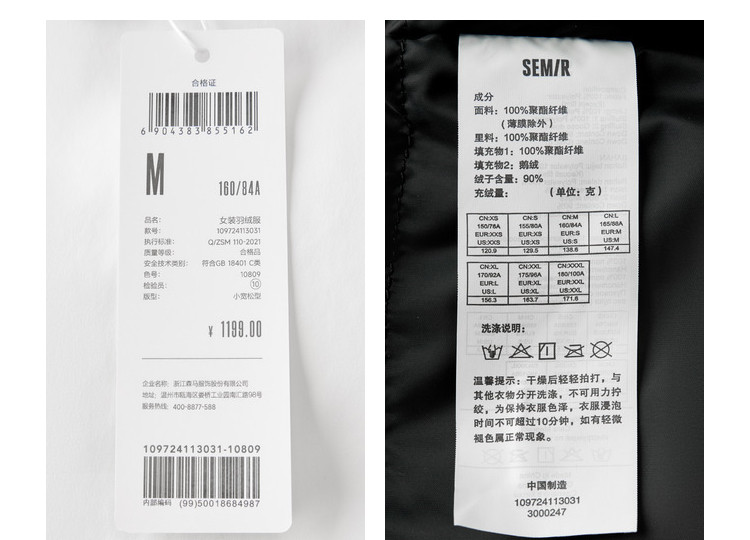 合格证
6 904383 855162
M
160/84A
品名: 女装羽绒服
款号: 109724113031
执行标准: Q/ZSM 110-2021
质量等级: 合格品
安全技术类别: 符合GB 18401 C类
色号: 10809
检验员: 10
版型: 小宽松型
¥ 1199.00
企业名称: 浙江森马服饰股份有限公司
地址: 温州市瓯海区娄桥工业园南汇路98号
服务热线: 400-8877-588
109724113031-10809
内部编码 (99)50018684987
SEM/R
成分
面料: 100%聚酯纤维
(薄膜除外)
里料: 100%聚酯纤维
填充物1: 100%聚酯纤维
填充物2: 鹅绒
绒子含量: 90%
充绒量: (单位: 克)
CN:XS CN:S CN:M CN:L
150/76A 155/80A 160/84A 165/88A
EUR:XXS EUR:XS EUR:S EUR:M
US:XXS US:XS US:S US:M
120.9 129.5 138.6 147.4
CN:XL CN:XXL CN:XXXL
170/92A 175/96A 180/100A
EUR:L EUR:XL EUR:XXL
US:L US:XL US:XXL
156.3 163.7 171.6
洗涤说明:
温馨提示: 干燥后轻轻拍打, 与
其他衣物分开洗涤, 不可用力拧
绞, 为保持衣服色泽, 衣服浸泡
时间不可超过10分钟, 如有轻微
褪色属正常现象。
中国制造
109724113031
3000247